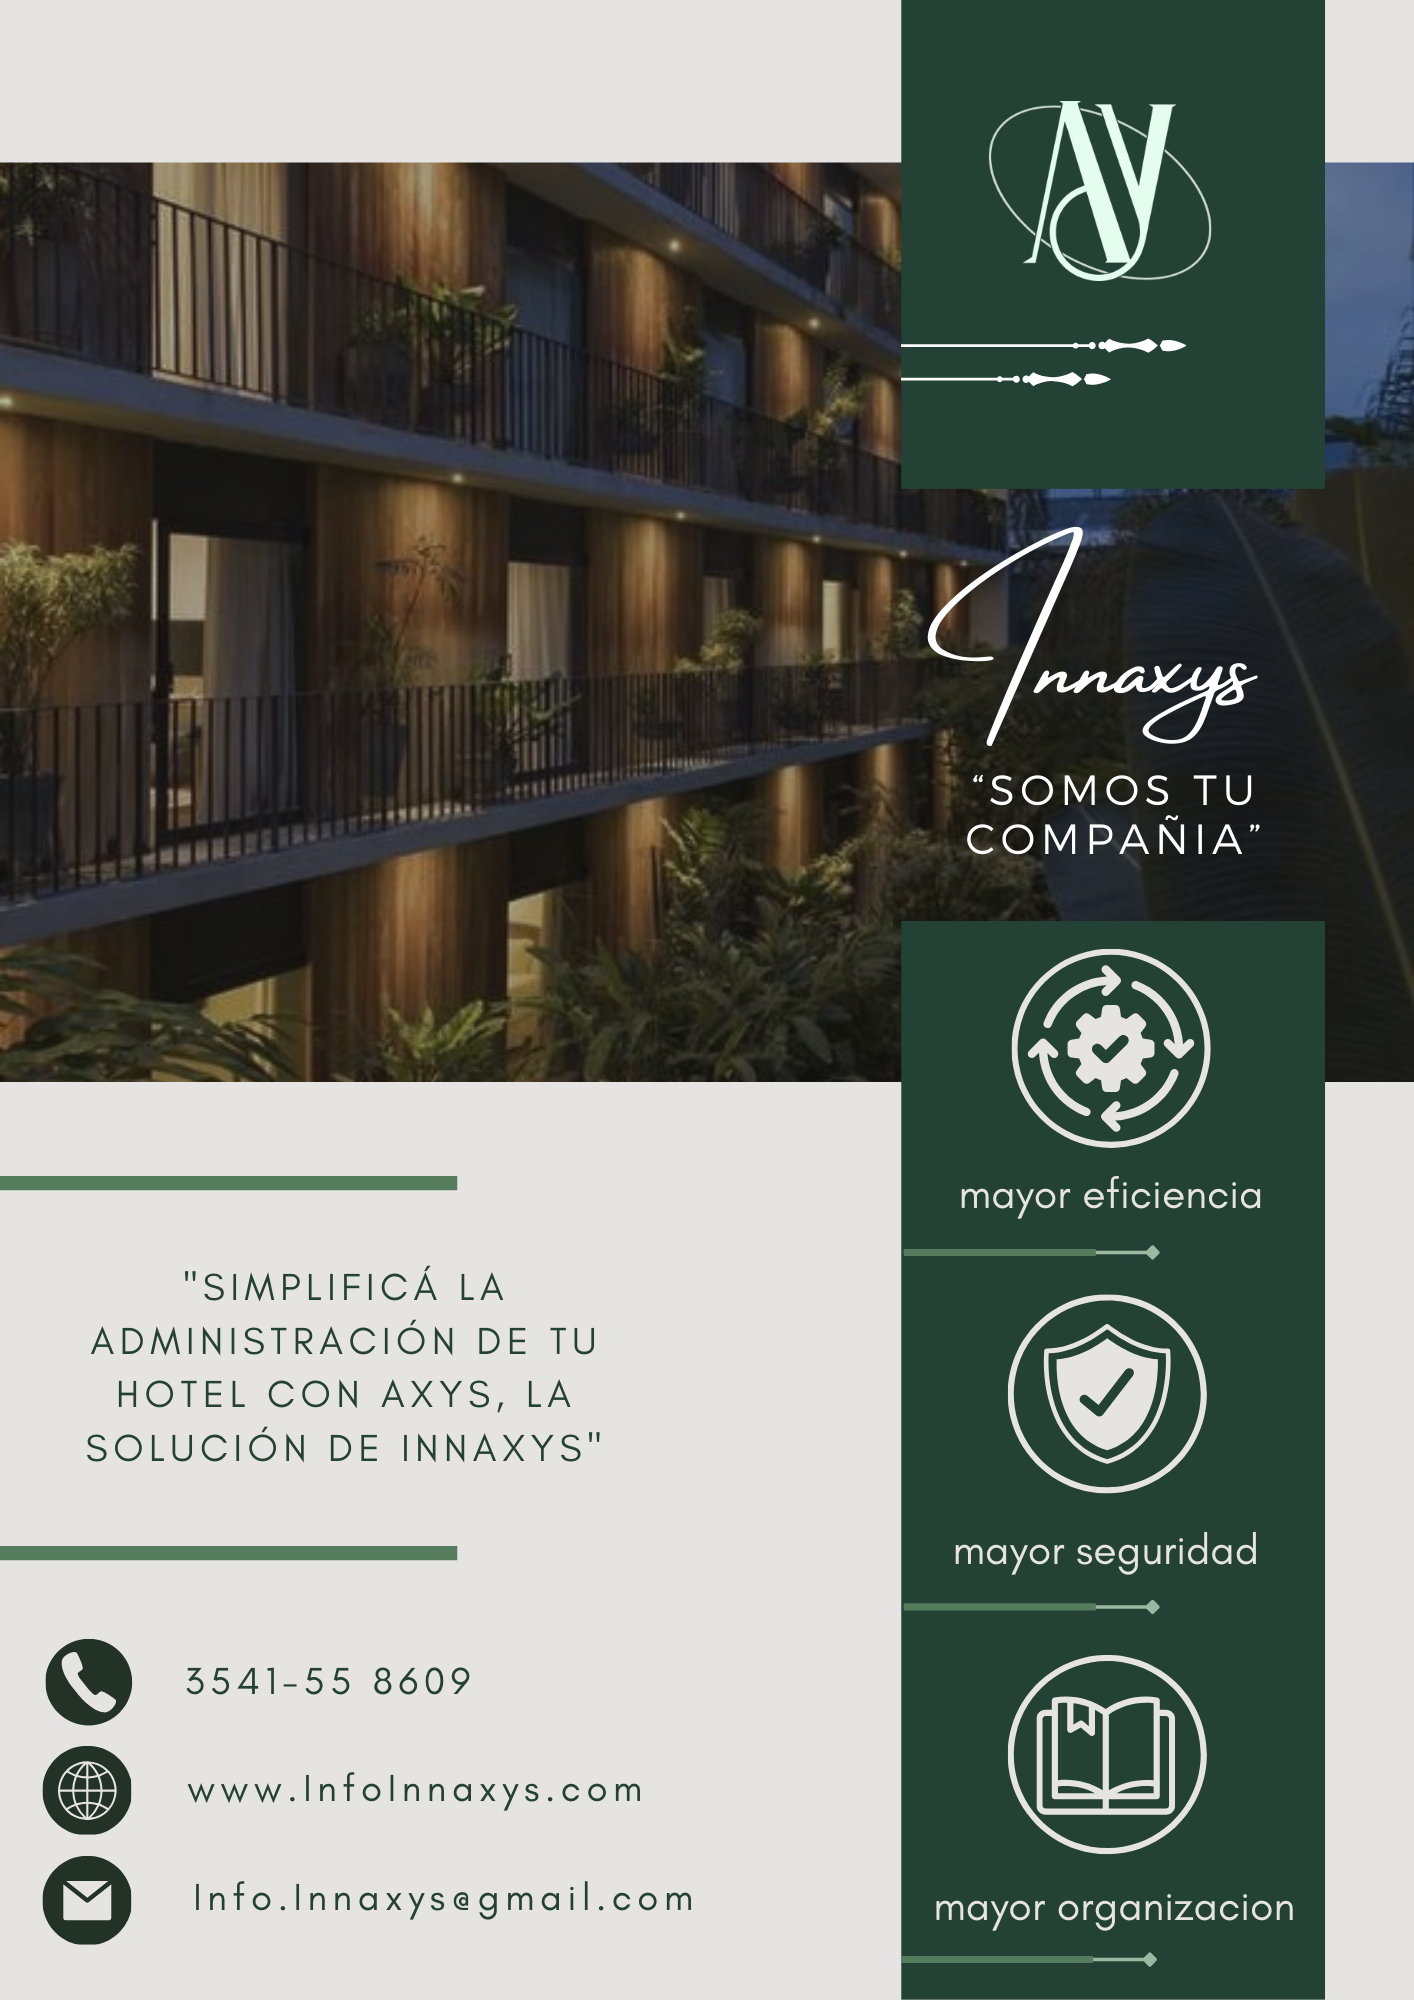 Innaxys
“SOMOS TU
COMPAÑIA”
mayor eficiencia
mayor seguridad
mayor organizacion
"SIMPLIFICÁ LA
ADMINISTRACIÓN DE TU
HOTEL CON AXYS, LA
SOLUCIÓN DE INNAXYS"
3541-55 8609
www.InfoInnaxys.com
Info.Innaxys@gmail.com